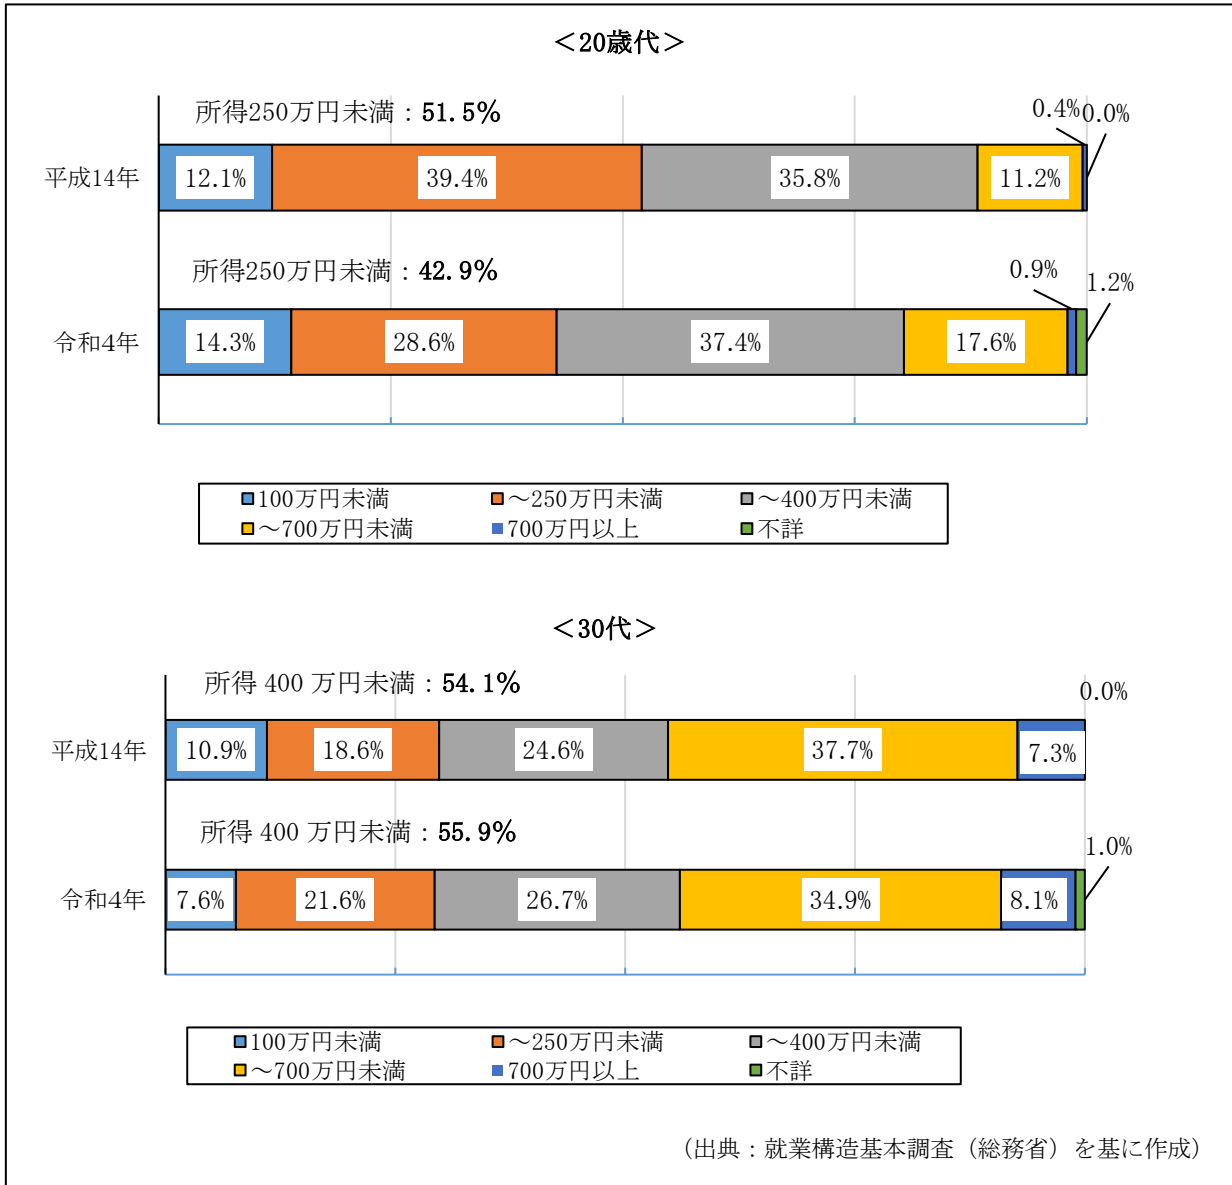 ＜20歳代＞
所得250万円未満：51.5%
0.4%
0.0%
平成14年
12.1%
39.4%
35.8%
11.2%
所得250万円未満：42.9%
0.9%
1.2%
令和4年
14.3%
28.6%
37.4%
17.6%
100万円未満
～250万円未満
～400万円未満
～700万円未満
700万円以上
不詳
＜30代＞
所得 400 万円未満：54.1%
0.0%
平成14年
10.9%
18.6%
24.6%
37.7%
7.3%
所得 400 万円未満：55.9%
1.0%
令和4年
7.6%
21.6%
26.7%
34.9%
8.1%
100万円未満
～250万円未満
～400万円未満
～700万円未満
700万円以上
不詳
（出典：就業構造基本調査（総務省）を基に作成）